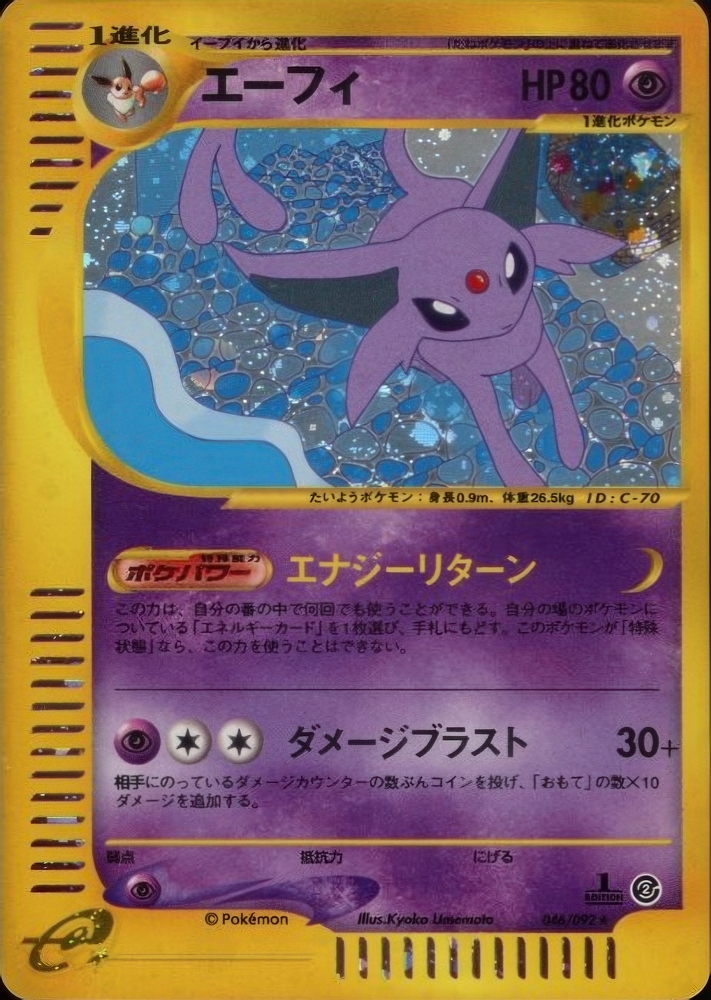 1進化
イーブイから進化
エーフィ
HP80
1進化ポケモン
たいようポケモン：身長0.9m、体重26.5kg ID:C-70
特殊能力
ポケパワー
エナジーリターン
この力は、自分の番の中で何回でも使うことができる。自分の場のポケモンに
ついている「エネルギーカード」を1枚選び、手札にもどす。このポケモンが「特殊
状態」なら、この力を使うことはできない。
ダメージブラスト
30+
相手にのっているダメージカウンターの数ぶんコインを投げ、「おもて」の数×10
ダメージを追加する。
弱点
抵抗力
にげる
1
EDITION
2
© Pokémon
Illus.Kyoko Umemoto
046/092★
e